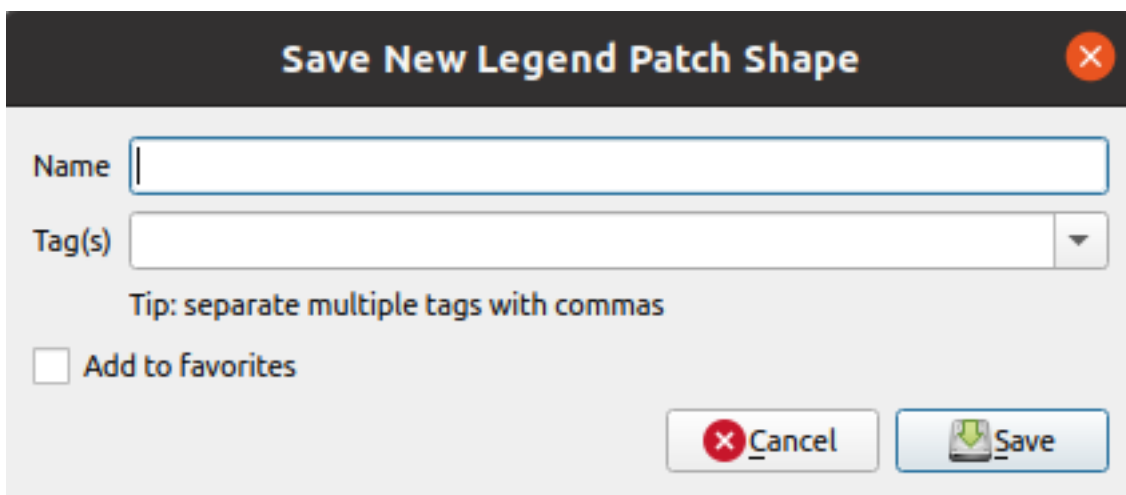 Save New Legend Patch Shape
Name
Tag(s)
Tip: separate multiple tags with commas
Add to favorites
Cancel Save